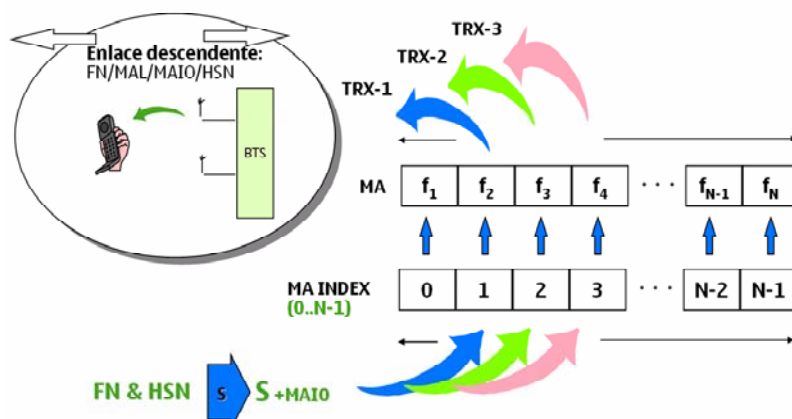 Enlace descendente:
FN/MAL/MAIO/HSN
BTS
TRX-3
TRX-2
TRX-1
MA f1 f2 f3 f4 · · · fN-1 fN
MA INDEX 0 1 2 3 · · · N-2 N-1
(0..N-1)
FN & HSN S S +MAIO